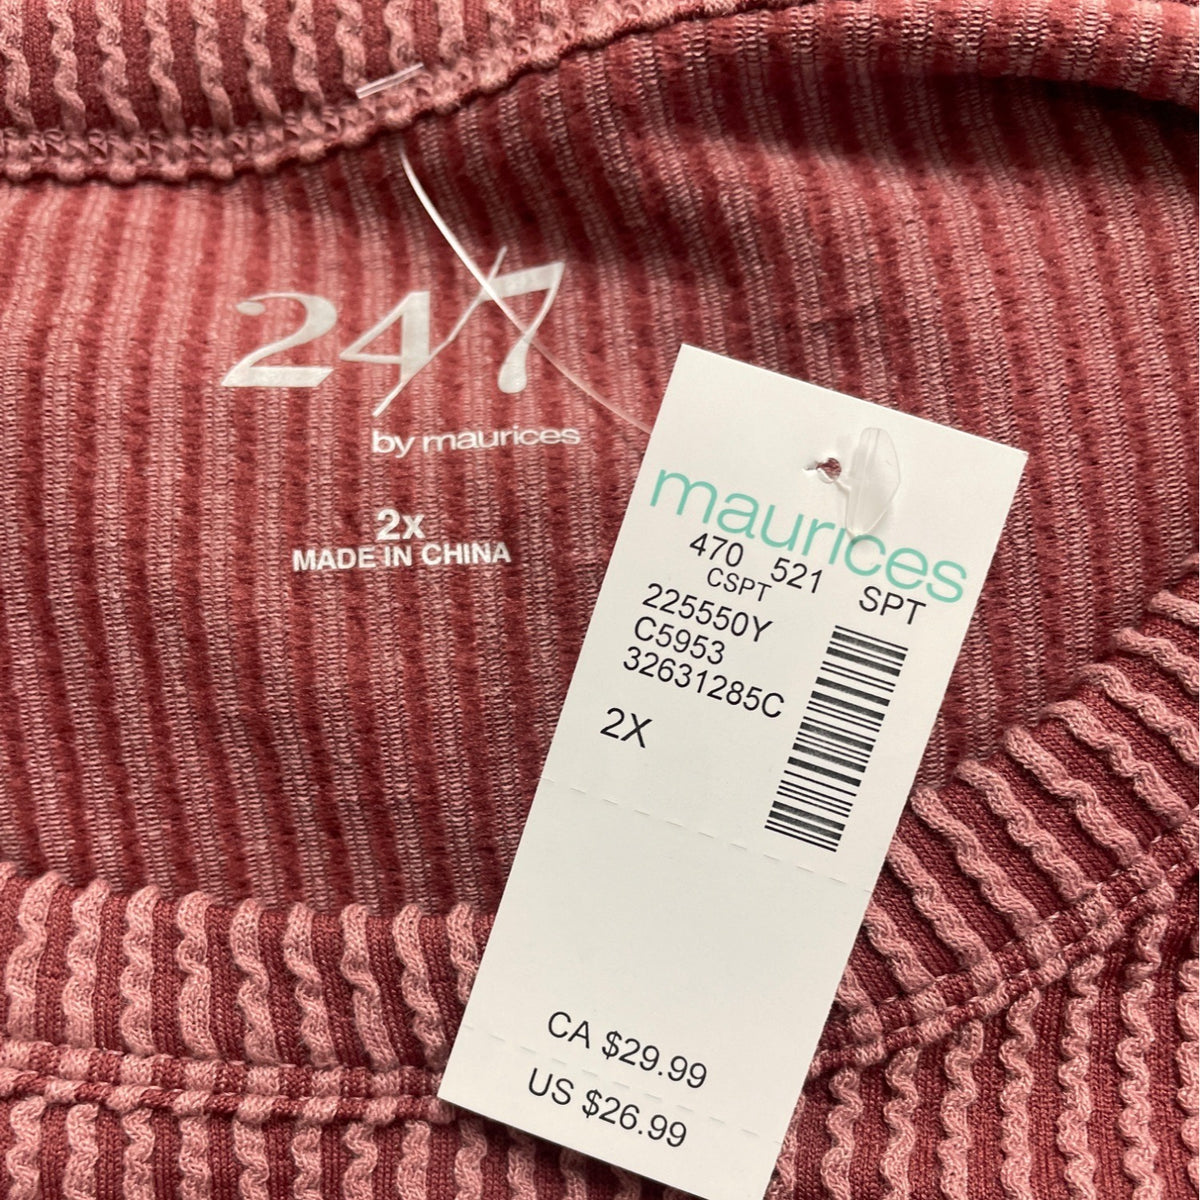 24/7
by maurices
2x
MADE IN CHINA
maurices
470 521
CSPT SPT
225550Y
C5953
32631285C
2X
CA $29.99
US $26.99